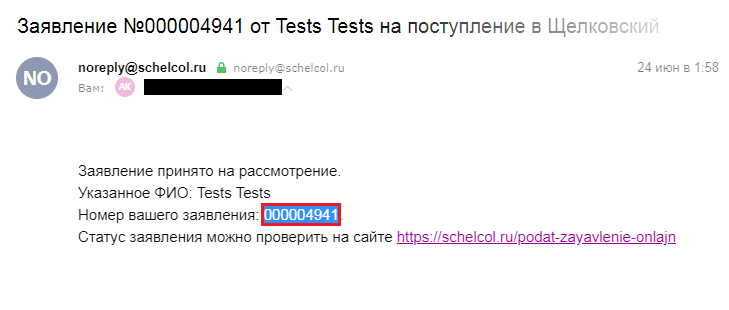 Заявление №000004941 от Tests Tests на поступление в Щелковский
NO
noreply@schelcol.ru noreply@schelcol.ru 24 июн в 1:58
Вам: АК
Заявление принято на рассмотрение.
Указанное ФИО: Tests Tests
Номер вашего заявления: 000004941.
Статус заявления можно проверить на сайте https://schelcol.ru/podat-zayavlenie-onlajn